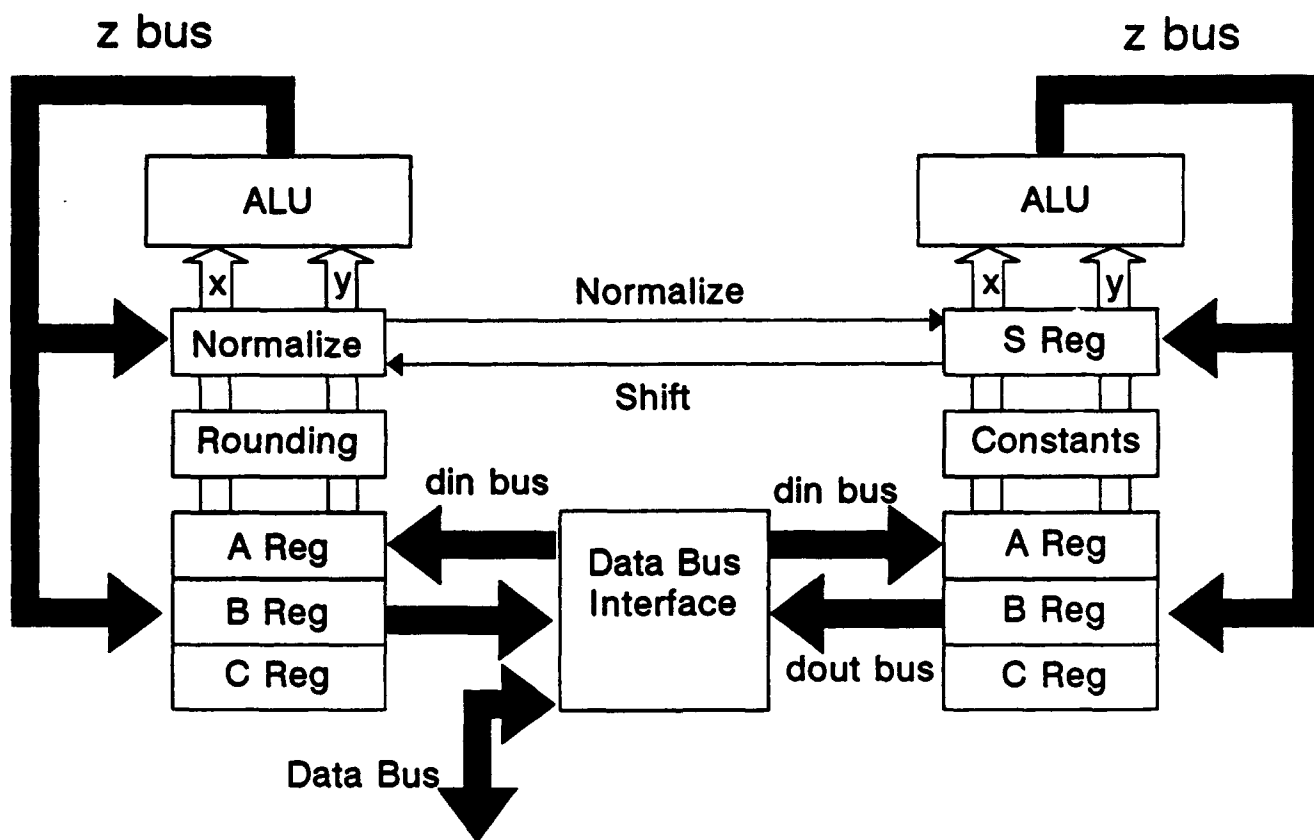 z bus
z bus
ALU
ALU
x
y
x
y
Normalize
Normalize
S Reg
Shift
Rounding
Constants
din bus
din bus
A Reg
Data Bus
Interface
A Reg
B Reg
B Reg
C Reg
dout bus
C Reg
Data Bus